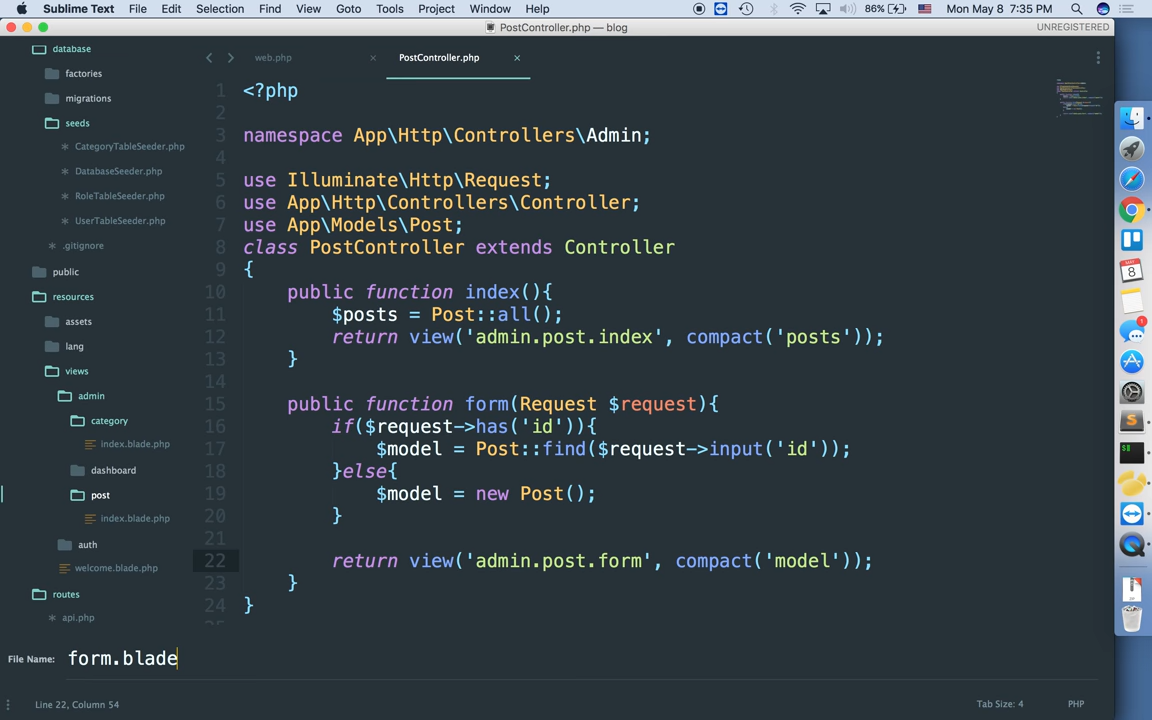 Sublime Text File Edit Selection Find View Goto Tools Project Window Help 86% Mon May 8 7:35 PM
PostController.php — blog UNREGISTERED
database
factories
migrations
seeds
CategoryTableSeeder.php
DatabaseSeeder.php
RoleTableSeeder.php
UserTableSeeder.php
.gitignore
public
resources
assets
lang
views
admin
category
index.blade.php
dashboard
post
index.blade.php
auth
welcome.blade.php
routes
api.php
web.php PostController.php
1 <?php
2
3 namespace App\Http\Controllers\Admin;
4
5 use Illuminate\Http\Request;
6 use App\Http\Controllers\Controller;
7 use App\Models\Post;
8 class PostController extends Controller
9 {
10 public function index(){
11 $posts = Post::all();
12 return view('admin.post.index', compact('posts'));
13 }
14
15 public function form(Request $request){
16 if($request->has('id')){
17 $model = Post::find($request->input('id'));
18 }else{
19 $model = new Post();
20 }
21
22 return view('admin.post.form', compact('model'));
23 }
24 }
25
MAY
8
1
S
File Name: form.blade
Line 22, Column 54 Tab Size: 4 PHP